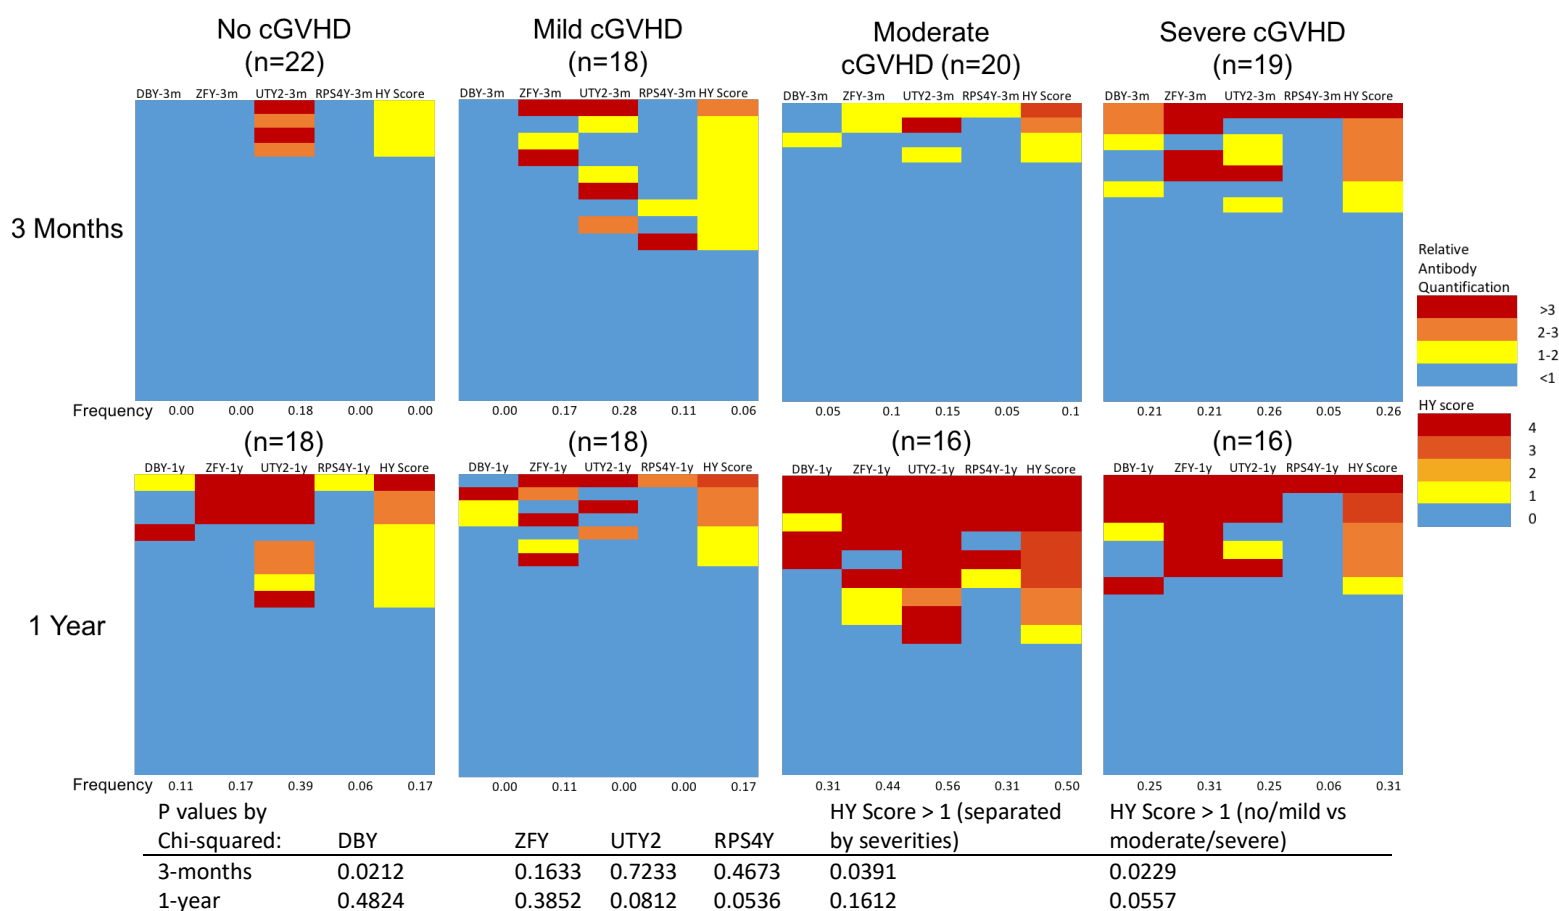 No cGVHD
(n=22)
Mild cGVHD
(n=18)
Moderate
cGVHD (n=20)
Severe cGVHD
(n=19)
DBY-3m ZFY-3m UTY2-3m RPS4Y-3m HY Score
DBY-3m ZFY-3m UTY2-3m RPS4Y-3m HY Score
DBY-3m ZFY-3m UTY2-3m RPS4Y-3m HY Score
DBY-3m ZFY-3m UTY2-3m RPS4Y-3m HY Score
3 Months
Relative
Antibody
Quantification
>3
2-3
1-2
<1
HY score
4
3
2
1
0
Frequency 0.00 0.00 0.18 0.00 0.00
0.00 0.17 0.28 0.11 0.06
0.05 0.1 0.15 0.05 0.1
0.21 0.21 0.26 0.05 0.26
(n=18)
(n=18)
(n=16)
(n=16)
DBY-1y ZFY-1y UTY2-1y RPS4Y-1y HY Score
DBY-1y ZFY-1y UTY2-1y RPS4Y-1y HY Score
DBY-1y ZFY-1y UTY2-1y RPS4Y-1y HY Score
DBY-1y ZFY-1y UTY2-1y RPS4Y-1y HY Score
1 Year
Frequency 0.11 0.17 0.39 0.06 0.17
0.00 0.11 0.00 0.00 0.17
0.31 0.44 0.56 0.31 0.50
0.25 0.31 0.25 0.06 0.31
P values by
Chi-squared: DBY ZFY UTY2 RPS4Y
HY Score > 1 (separated
by severities)
HY Score > 1 (no/mild vs
moderate/severe)
3-months 0.0212 0.1633 0.7233 0.4673 0.0391 0.0229
1-year 0.4824 0.3852 0.0812 0.0536 0.1612 0.0557